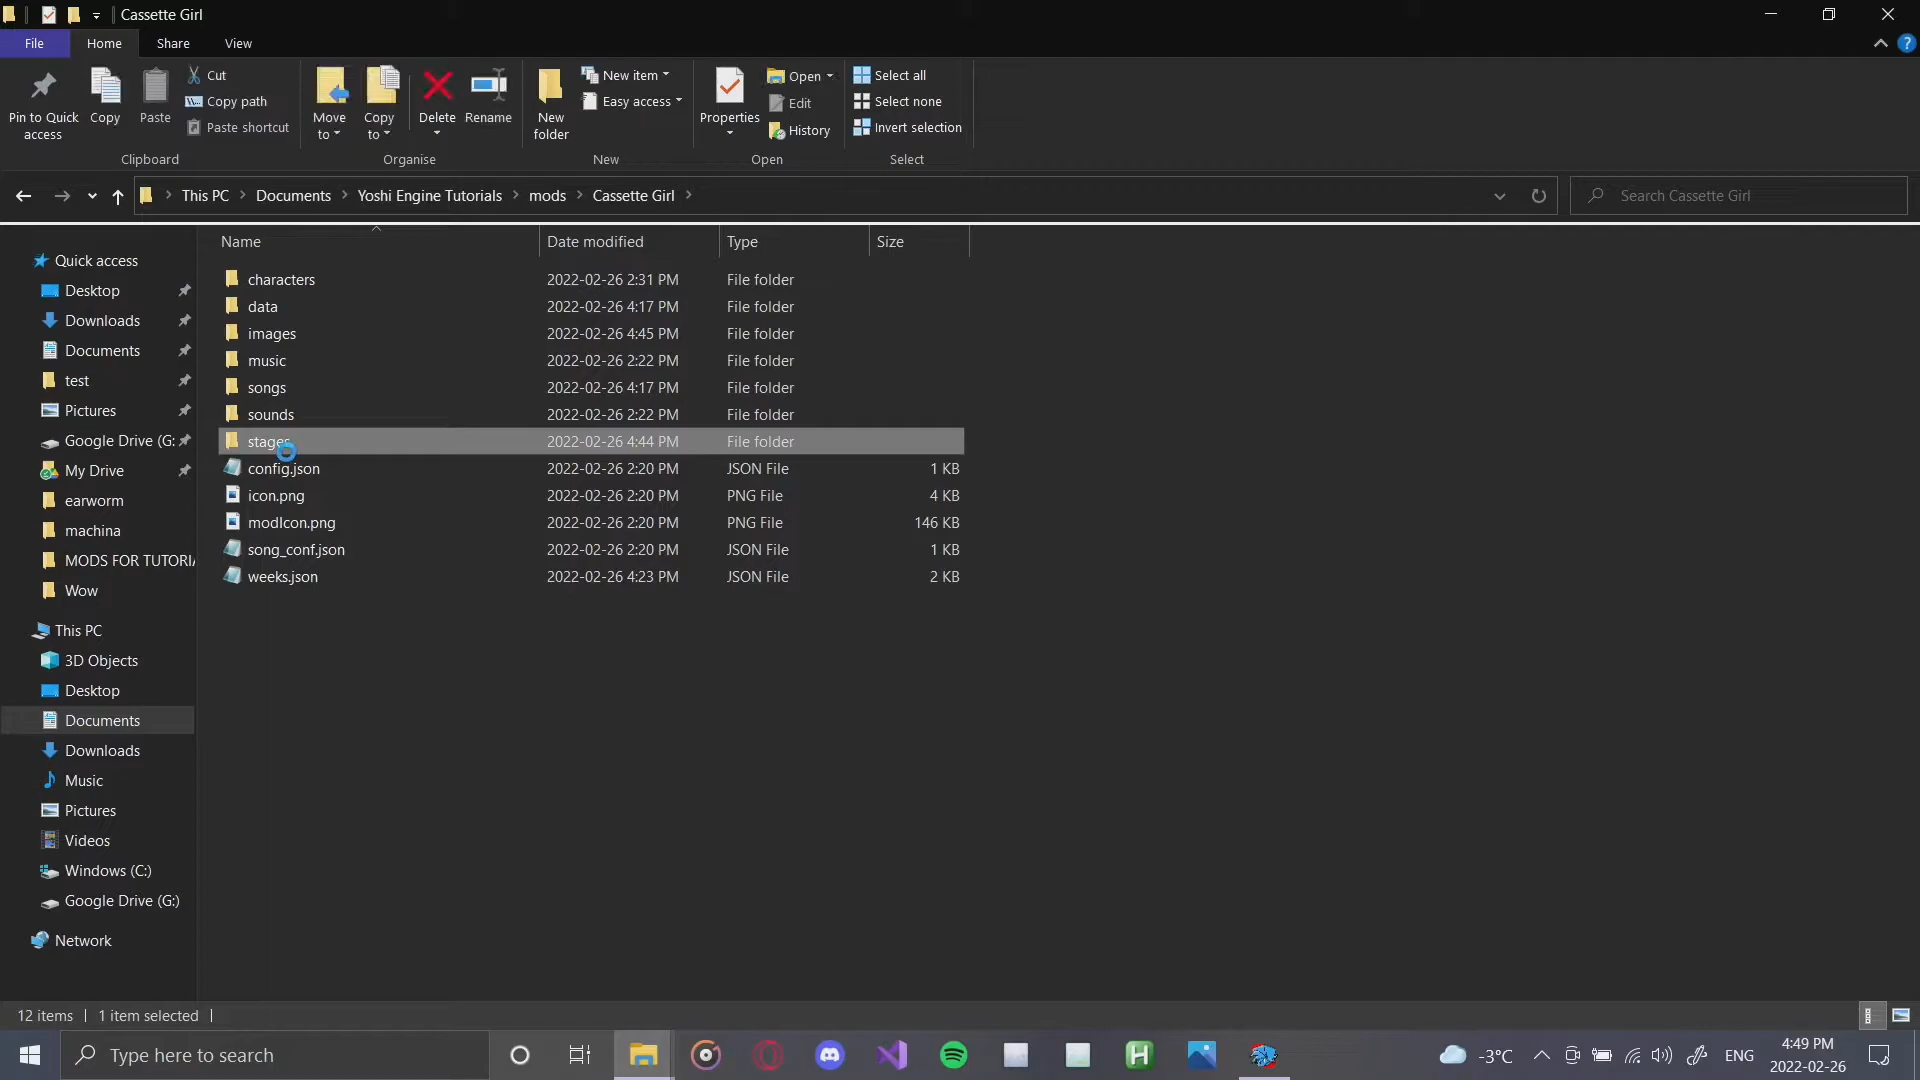 Cassette Girl
File Home Share View
Pin to Quick access
Copy
Paste
Cut
Copy path
Paste shortcut
Clipboard
Move to
Copy to
Delete
Rename
Organise
New folder
New item
Easy access
New
Properties
Open
Edit
History
Open
Select all
Select none
Invert selection
Select
This PC Documents Yoshi Engine Tutorials mods Cassette Girl
Search Cassette Girl
Name Date modified Type Size
characters 2022-02-26 2:31 PM File folder
data 2022-02-26 4:17 PM File folder
images 2022-02-26 4:45 PM File folder
music 2022-02-26 2:22 PM File folder
songs 2022-02-26 4:17 PM File folder
sounds 2022-02-26 2:22 PM File folder
stages 2022-02-26 4:44 PM File folder
config.json 2022-02-26 2:20 PM JSON File 1 KB
icon.png 2022-02-26 2:20 PM PNG File 4 KB
modIcon.png 2022-02-26 2:20 PM PNG File 146 KB
song_conf.json 2022-02-26 2:20 PM JSON File 1 KB
weeks.json 2022-02-26 4:23 PM JSON File 2 KB
Quick access
Desktop
Downloads
Documents
test
Pictures
Google Drive (G:
My Drive
earworm
machina
MODS FOR TUTORI
Wow
This PC
3D Objects
Desktop
Documents
Downloads
Music
Pictures
Videos
Windows (C:)
Google Drive (G:)
Network
12 items 1 item selected
Type here to search
-3°C
ENG
4:49 PM
2022-02-26